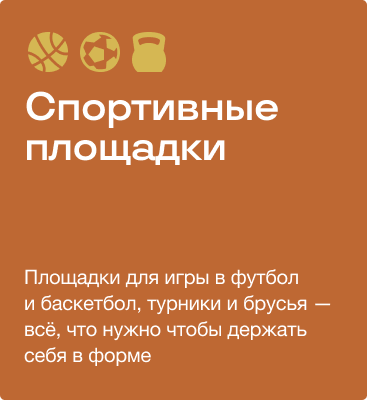 Спортивные
площадки
Площадки для игры в футбол
и баскетбол, турники и брусья —
всё, что нужно чтобы держать
себя в форме